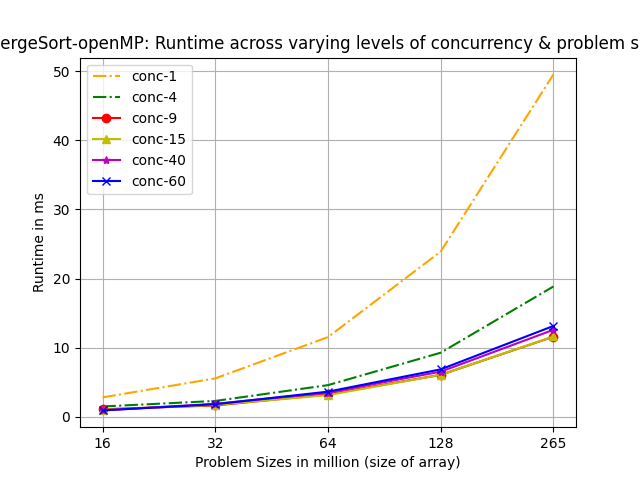 ergeSort-openMP: Runtime across varying levels of concurrency & problem s
conc-1
conc-4
conc-9
conc-15
conc-40
conc-60
50
40
30
20
10
0
Runtime in ms
16 32 64 128 265
Problem Sizes in million (size of array)